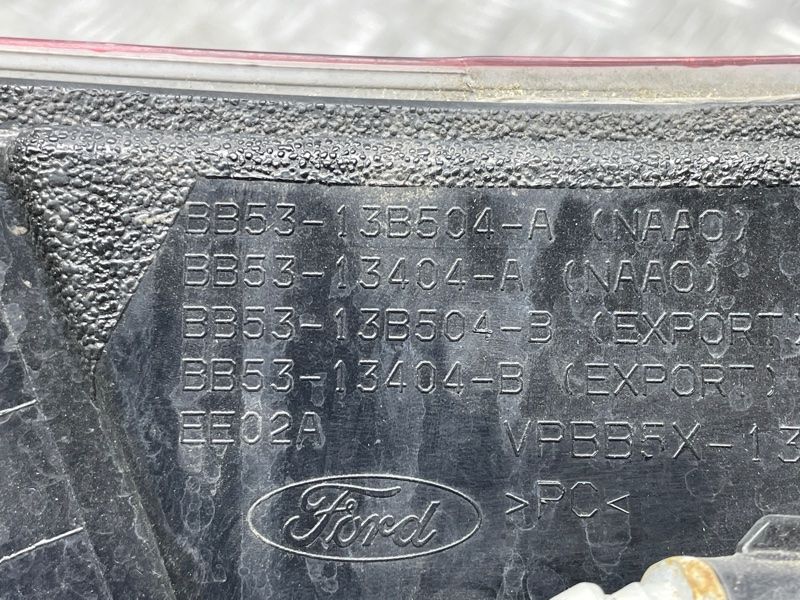 BB53-13B504-A (NAAO)
BB53-13404-A (NAAO)
BB53-13B504-B (EXPORT)
BB53-13404-B (EXPORT)
EE02A VPBB5X-13
Ford >PC<